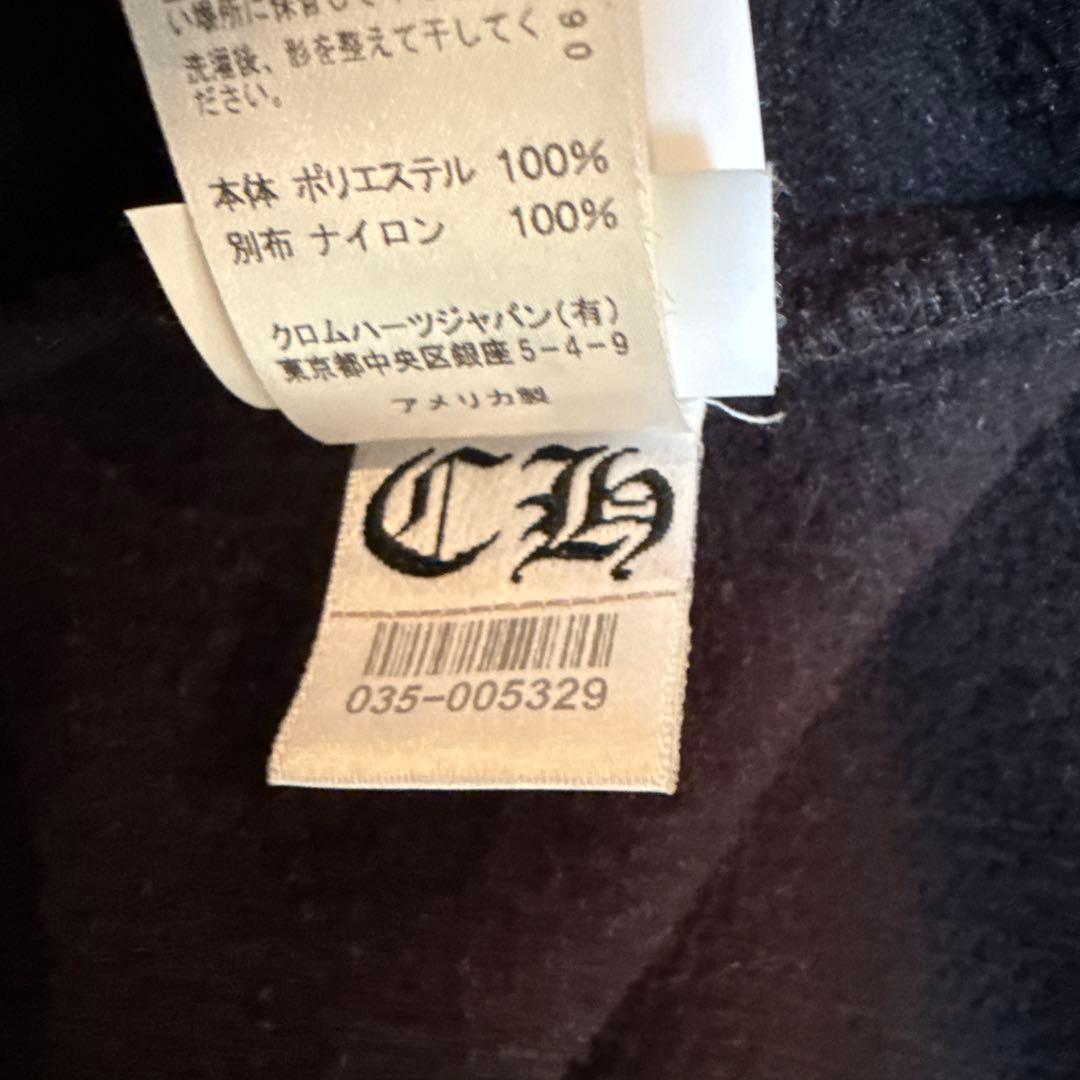 い場所に保管して
洗濯後、形を整えて干してく
ださい。
90
本体 ポリエステル 100%
別布 ナイロン 100%
クロムハーツジャパン(有)
東京都中央区銀座5-4-9
アメリカ製
CH
035-005329